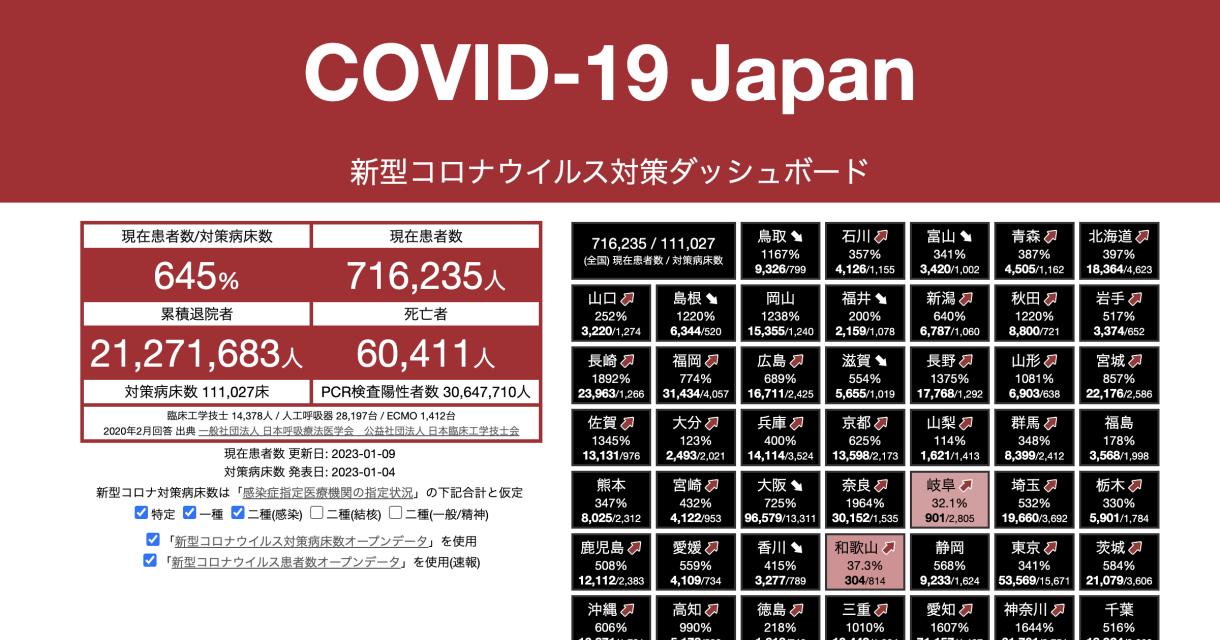 COVID-19 Japan
新型コロナウイルス対策ダッシュボード
現在患者数/対策病床数
現在患者数
645%
716,235人
累積退院者
死亡者
21,271,683人
60,411人
対策病床数 111,027床
PCR検査陽性者数 30,647,710人
臨床工学技士 14,378人 / 人工呼吸器 28,197台 / ECMO 1,412台
2020年2月回答 出典 一般社団法人 日本呼吸療法医学会 公益社団法人 日本臨床工学技士会
現在患者数 更新日: 2023-01-09
対策病床数 発表日: 2023-01-04
新型コロナ対策病床数は「感染症指定医療機関の指定状況」の下記合計と仮定
特定 一種 二種(感染) 二種(結核) 二種(一般/精神)
「新型コロナウイルス対策病床数オープンデータ」を使用
「新型コロナウイルス患者数オープンデータ」を使用(速報)
716,235 / 111,027
(全国) 現在患者数 / 対策病床数
鳥取
1167%
9,326/799
石川
357%
4,126/1,155
富山
341%
3,420/1,002
青森
387%
4,505/1,162
北海道
397%
18,364/4,623
山口
252%
3,220/1,274
島根
1220%
6,344/520
岡山
1238%
15,355/1,240
福井
200%
2,159/1,078
新潟
640%
6,787/1,060
秋田
1220%
8,800/721
岩手
517%
3,374/652
長崎
1892%
23,963/1,266
福岡
774%
31,434/4,057
広島
689%
16,711/2,425
滋賀
554%
5,655/1,019
長野
1375%
17,768/1,292
山形
1081%
6,903/638
宮城
857%
22,176/2,586
佐賀
1345%
13,131/976
大分
123%
2,493/2,021
兵庫
400%
14,114/3,524
京都
625%
13,598/2,173
山梨
114%
1,621/1,413
群馬
348%
8,399/2,412
福島
178%
3,568/1,998
熊本
347%
8,025/2,312
宮崎
432%
4,122/953
大阪
725%
96,579/13,311
奈良
1964%
30,152/1,535
岐阜
32.1%
901/2,805
埼玉
532%
19,660/3,692
栃木
330%
5,901/1,784
鹿児島
508%
12,112/2,383
愛媛
559%
4,109/734
香川
415%
3,277/789
和歌山
37.3%
304/814
静岡
568%
9,233/1,624
東京
341%
53,569/15,671
茨城
584%
21,079/3,606
沖縄
606%
高知
990%
徳島
218%
三重
1010%
愛知
1607%
神奈川
1644%
千葉
516%